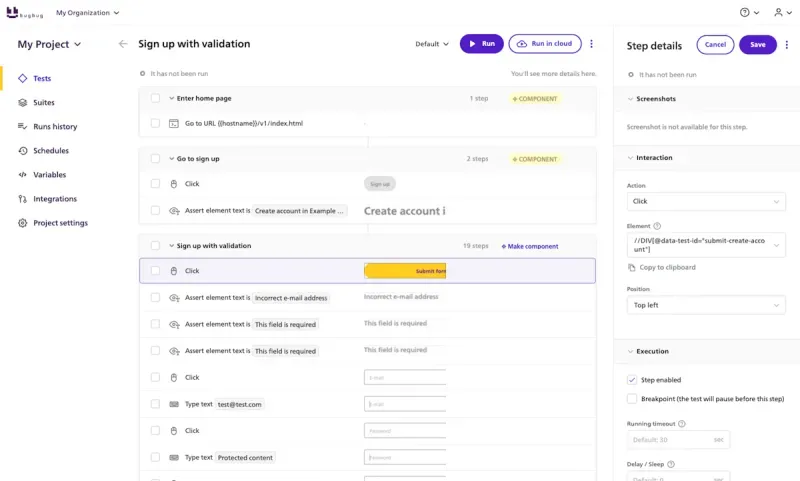 bugbug
My Organization
My Project
Tests
Suites
Runs history
Schedules
Variables
Integrations
Project settings
Sign up with validation
Default
Run
Run in cloud
It has not been run
You'll see more details here.
Enter home page
1 step
COMPONENT
Go to URL {{hostname}}/v1/index.html
Go to sign up
2 steps
COMPONENT
Click
Sign up
Assert element text is Create account in Example ...
Create account i
Sign up with validation
19 steps
Make component
Click
Submit form
Assert element text is Incorrect e-mail address
Incorrect e-mail address
Assert element text is This field is required
This field is required
Assert element text is This field is required
This field is required
Click
E-mail
Type text test@test.com
E-mail
Click
Password
Type text Protected content
Password
Step details
Cancel
Save
It has not been run
Screenshots
Screenshot is not available for this step.
Interaction
Action
Click
Element
//DIV[@data-test-id="submit-create-acco
unt"]
Copy to clipboard
Position
Top left
Execution
Step enabled
Breakpoint (the test will pause before this step)
Running timeout
Default: 30
sec
Delay / Sleep